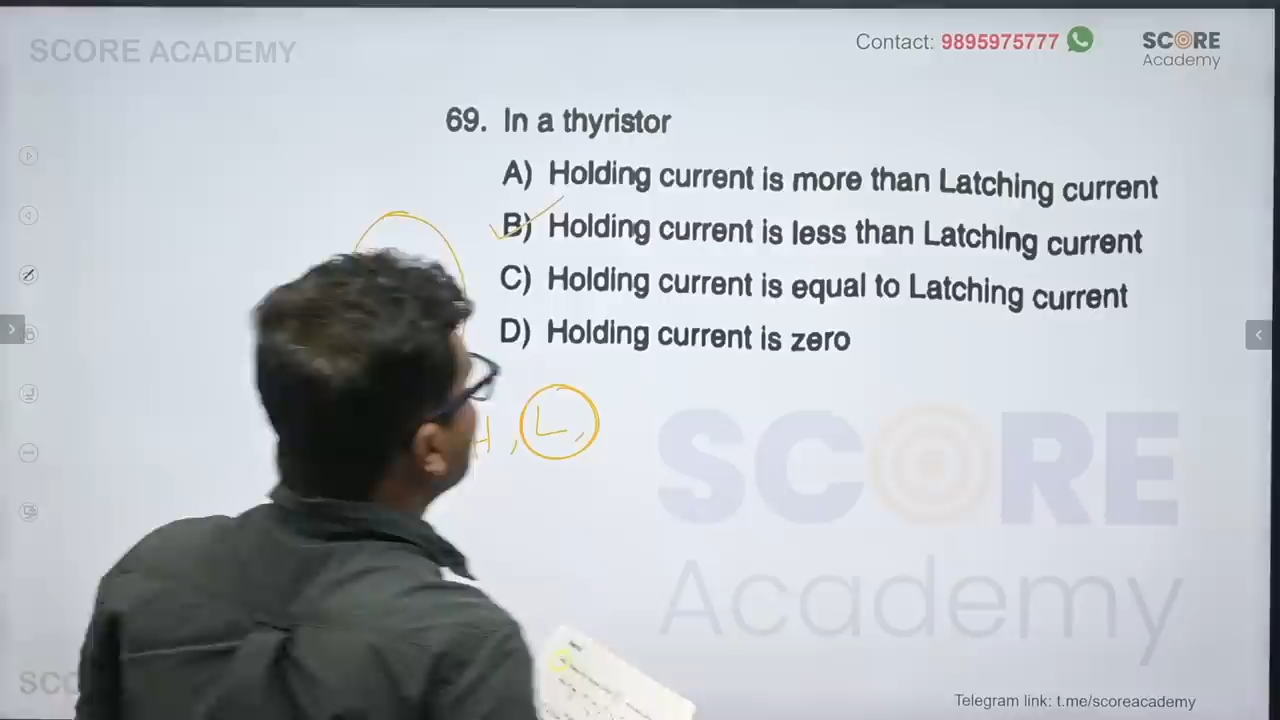 SCORE ACADEMY
Contact: 9895975777
SCORE
Academy
69. In a thyristor
A) Holding current is more than Latching current
B) Holding current is less than Latching current
C) Holding current is equal to Latching current
D) Holding current is zero
H, L,
SCORE
Academy
SCO
Telegram link: t.me/scoreacademy